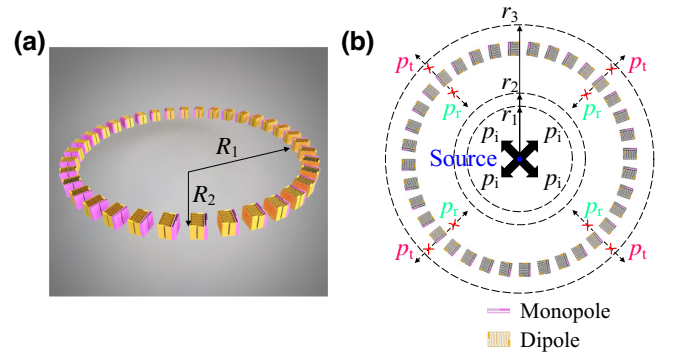 (a)
R1
R2
(b)
r3
pt
pt
r2
pr
pr
r1
pi
pi
Source
pi
pi
pr
pr
pt
pt
Monopole
Dipole